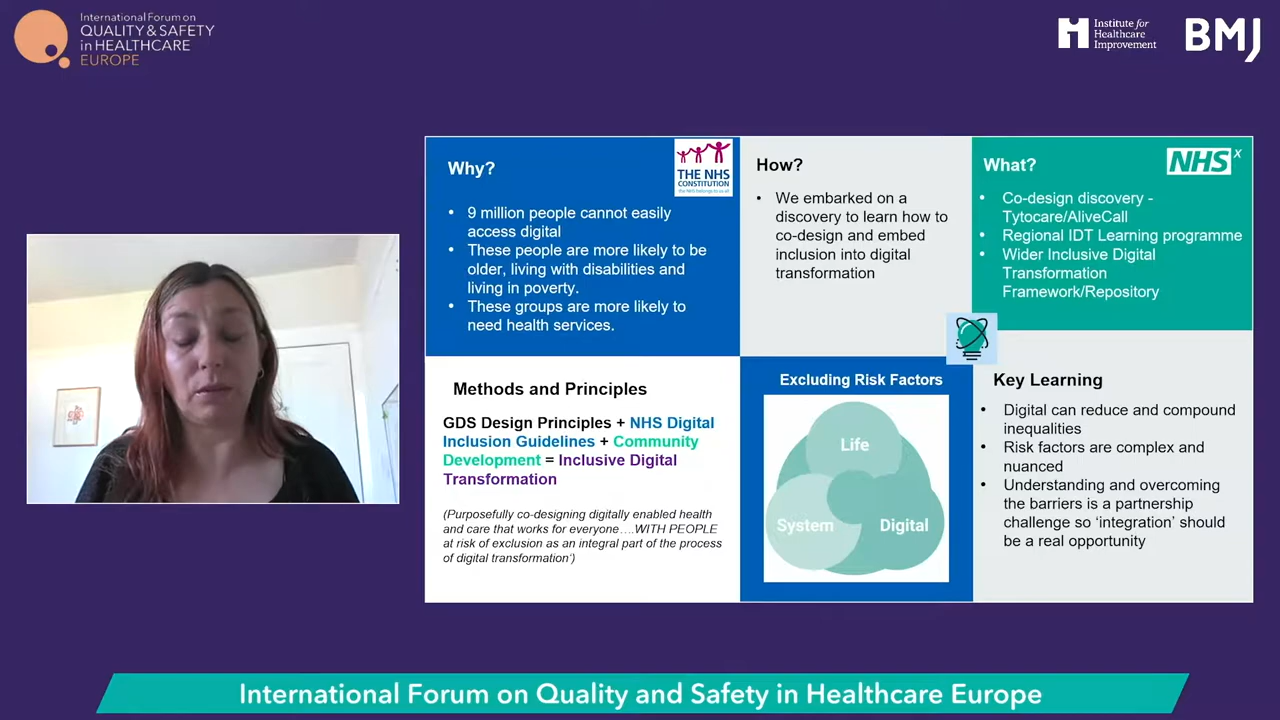 International Forum on
QUALITY & SAFETY
in HEALTHCARE
EUROPE
Institute for
Healthcare
Improvement
BMJ
Why?
THE NHS
CONSTITUTION
the NHS belongs to us all
• 9 million people cannot easily
access digital
• These people are more likely to be
older, living with disabilities and
living in poverty.
• These groups are more likely to
need health services.
How?
• We embarked on a
discovery to learn how to
co-design and embed
inclusion into digital
transformation
What?
NHS X
• Co-design discovery -
Tytocare/AliveCall
• Regional IDT Learning programme
• Wider Inclusive Digital
Transformation
Framework/Repository
Methods and Principles
GDS Design Principles + NHS Digital
Inclusion Guidelines + Community
Development = Inclusive Digital
Transformation
(Purposefully co-designing digitally enabled health
and care that works for everyone….WITH PEOPLE
at risk of exclusion as an integral part of the process
of digital transformation')
Excluding Risk Factors
Life
System
Digital
Key Learning
• Digital can reduce and compound
inequalities
• Risk factors are complex and
nuanced
• Understanding and overcoming
the barriers is a partnership
challenge so 'integration' should
be a real opportunity
International Forum on Quality and Safety in Healthcare Europe